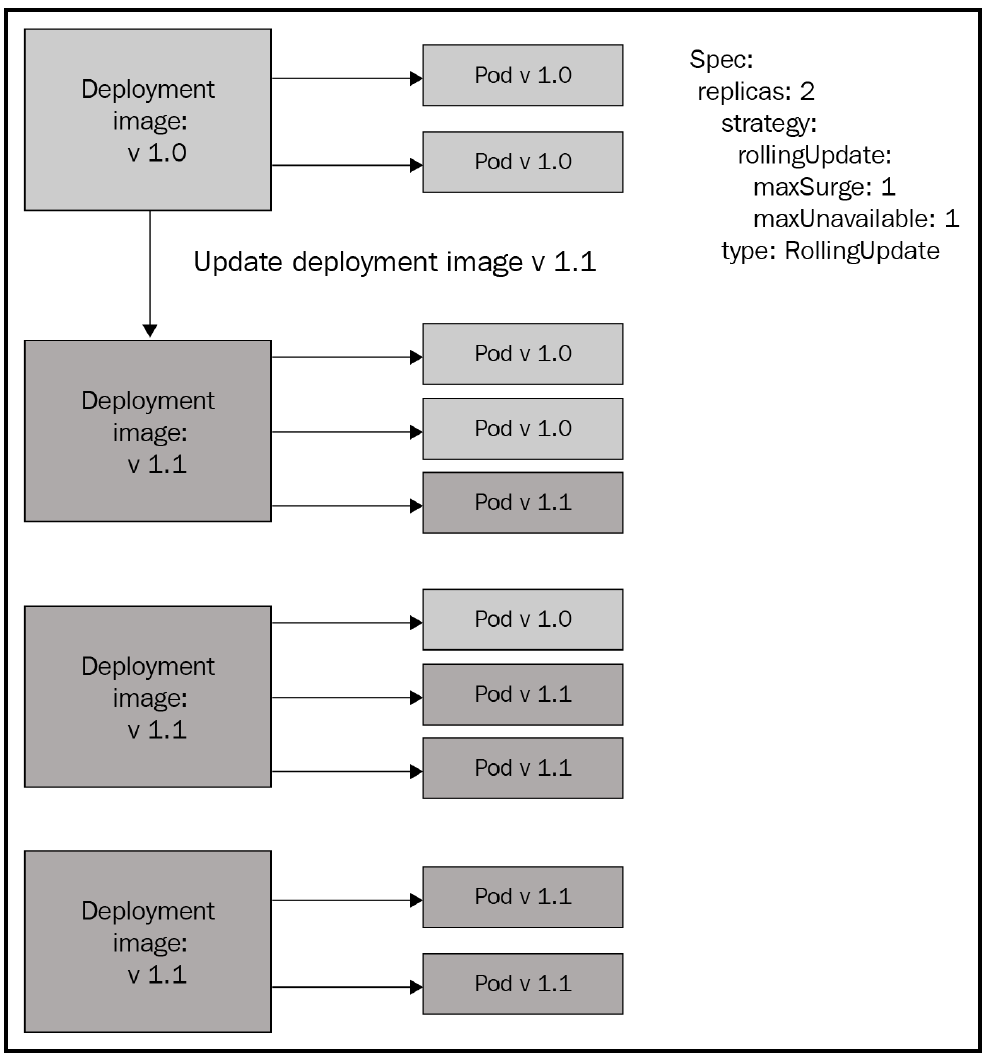 Deployment
image:
v 1.0
Pod v 1.0
Pod v 1.0
Spec:
replicas: 2
strategy:
rollingUpdate:
maxSurge: 1
maxUnavailable: 1
type: RollingUpdate
Update deployment image v 1.1
Deployment
image:
v 1.1
Pod v 1.0
Pod v 1.0
Pod v 1.1
Deployment
image:
v 1.1
Pod v 1.0
Pod v 1.1
Pod v 1.1
Deployment
image:
v 1.1
Pod v 1.1
Pod v 1.1